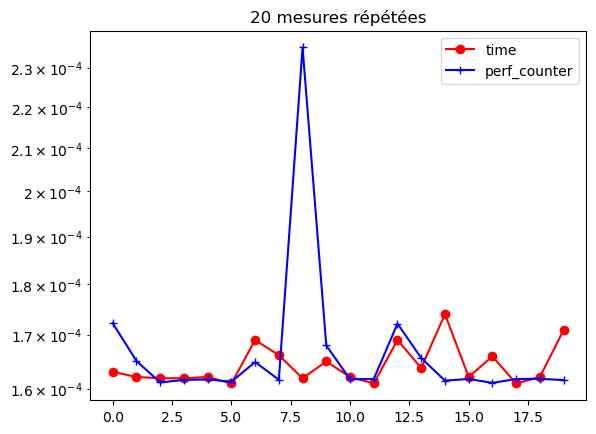 20 mesures répétées
time
perf_counter
2.3 × 10⁻⁴
2.2 × 10⁻⁴
2.1 × 10⁻⁴
2 × 10⁻⁴
1.9 × 10⁻⁴
1.8 × 10⁻⁴
1.7 × 10⁻⁴
1.6 × 10⁻⁴
0.0 2.5 5.0 7.5 10.0 12.5 15.0 17.5